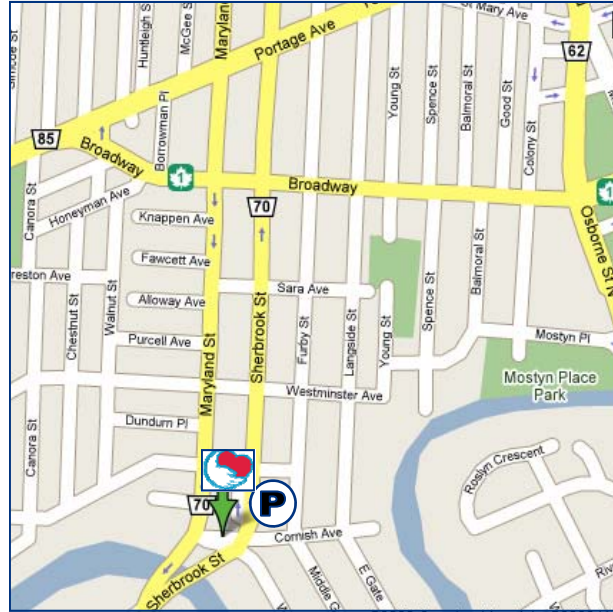 Simcoe St
Huntleigh St
McGee S
Maryland
Portage Ave
St Mary Ave
62
85
Broadway
Borrowman Pl
1
Broadway
Young St
Spence St
Balmoral St
Good St
Colony St
1
Canora St
Honeyman Ave
Knappen Ave
70
Osborne St N
Fawcett Ave
reston Ave
Sara Ave
Alloway Ave
Chestnut St
Walnut St
Purcell Ave
Maryland St
Sherbrook St
Furby St
Langside St
Young St
Spence St
Balmoral St
Mostyn Pl
Westminster Ave
Mostyn Place
Park
Dundurn Pl
Canora St
Roslyn Crescent
70
P
Cornish Ave
Sherbrook St
Middle G
E Gate
W
Riv